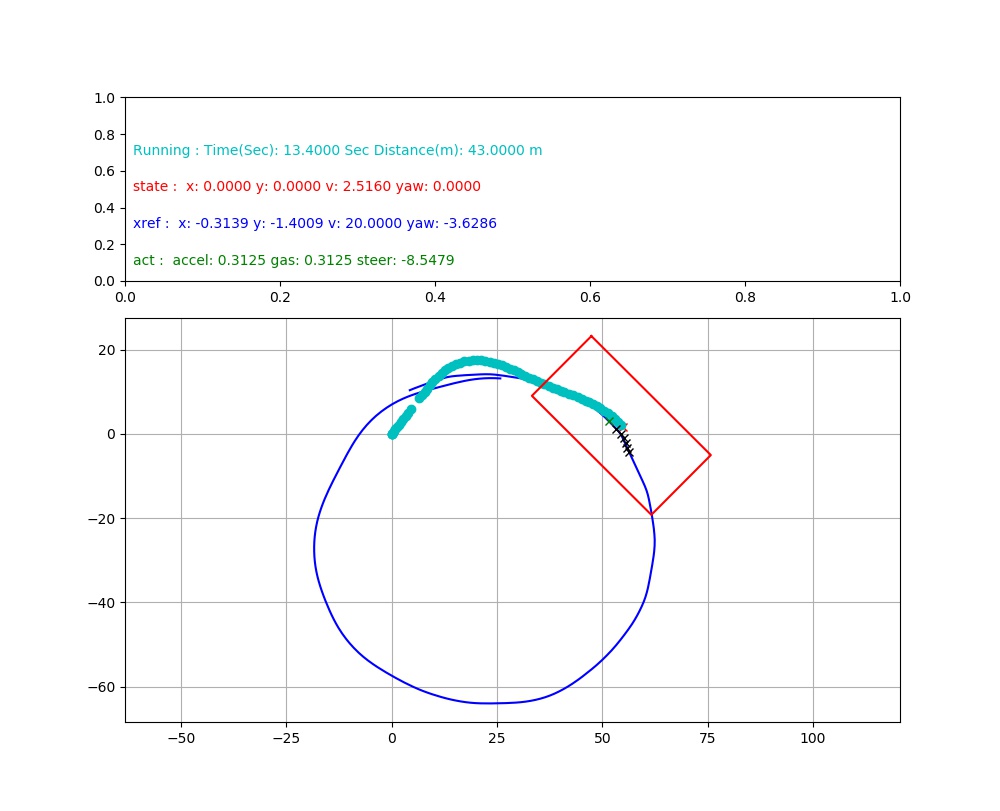 1.0
0.8
Running : Time(Sec): 13.4000 Sec Distance(m): 43.0000 m
0.6
state :  x: 0.0000 y: 0.0000 v: 2.5160 yaw: 0.0000
0.4
xref :  x: -0.3139 y: -1.4009 v: 20.0000 yaw: -3.6286
0.2
act :  accel: 0.3125 gas: 0.3125 steer: -8.5479
0.0
0.0 0.2 0.4 0.6 0.8 1.0
20
0
−20
−40
−60
−50 −25 0 25 50 75 100